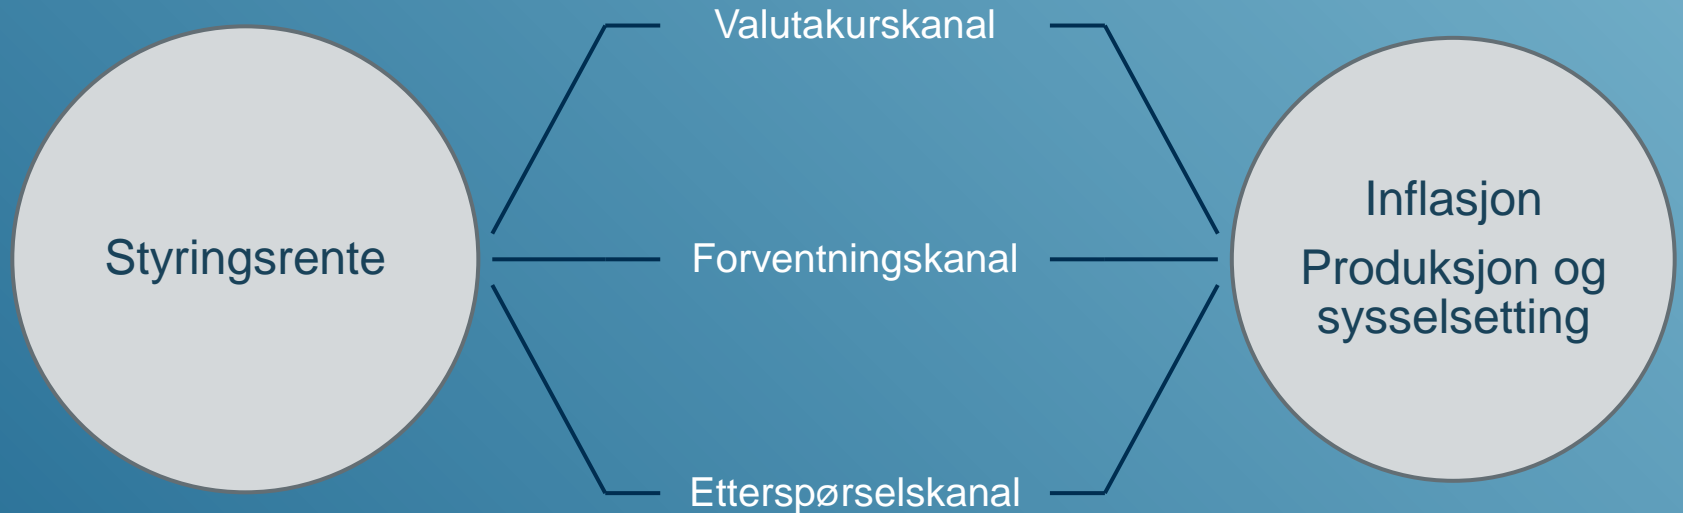 Valutakurskanal
Styringsrente
Forventningskanal
Etterspørselskanal
Inflasjon
Produksjon og
sysselsetting